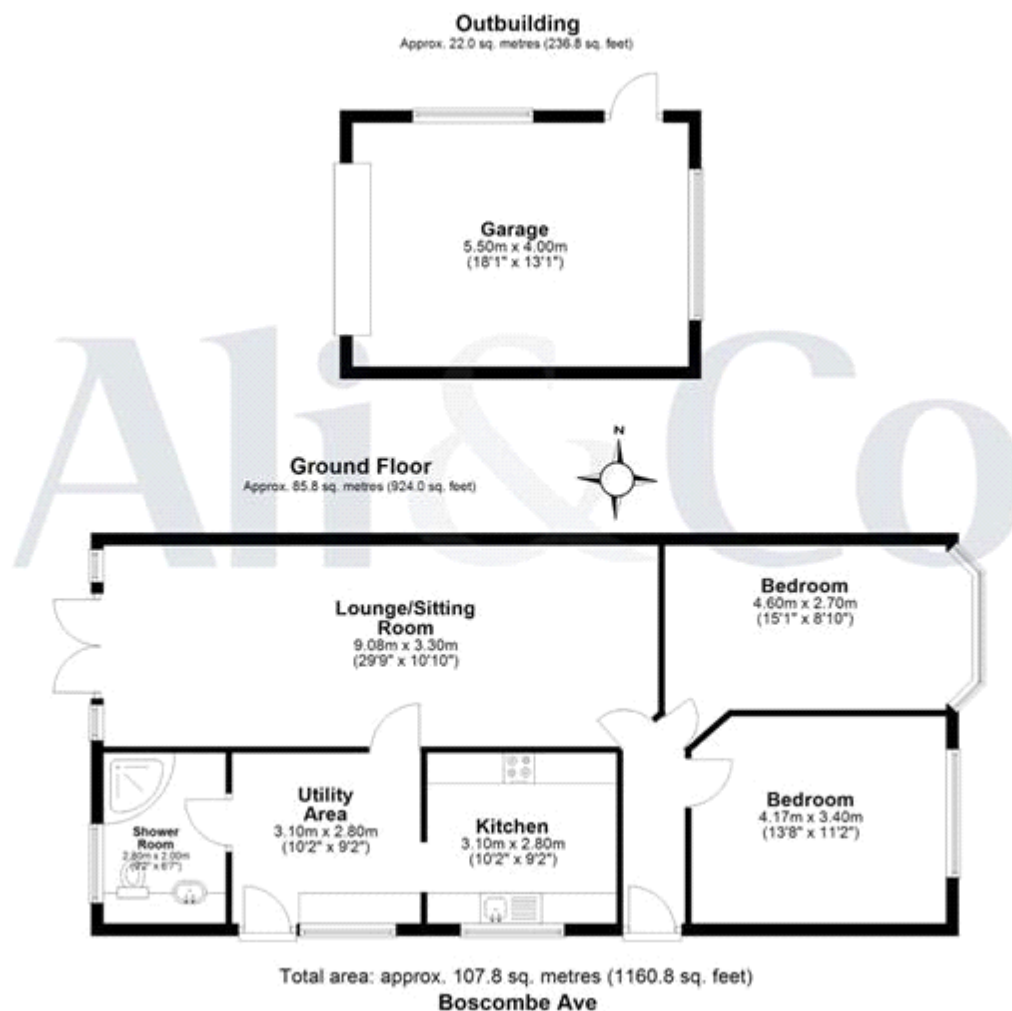 Outbuilding
Approx. 22.0 sq. metres (236.8 sq. feet)
Garage
5.50m x 4.00m
(18'1" x 13'1")
Ali&Co
N
Ground Floor
Approx. 85.8 sq. metres (924.0 sq. feet)
Lounge/Sitting
Room
9.08m x 3.30m
(29'9" x 10'10")
Bedroom
4.60m x 2.70m
(15'1" x 8'10")
Shower
Room
2.80m x 2.00m
(9'2" x 6'7")
Utility
Area
3.10m x 2.80m
(10'2" x 9'2")
Kitchen
3.10m x 2.80m
(10'2" x 9'2")
Bedroom
4.17m x 3.40m
(13'8" x 11'2")
Total area: approx. 107.8 sq. metres (1160.8 sq. feet)
Boscombe Ave